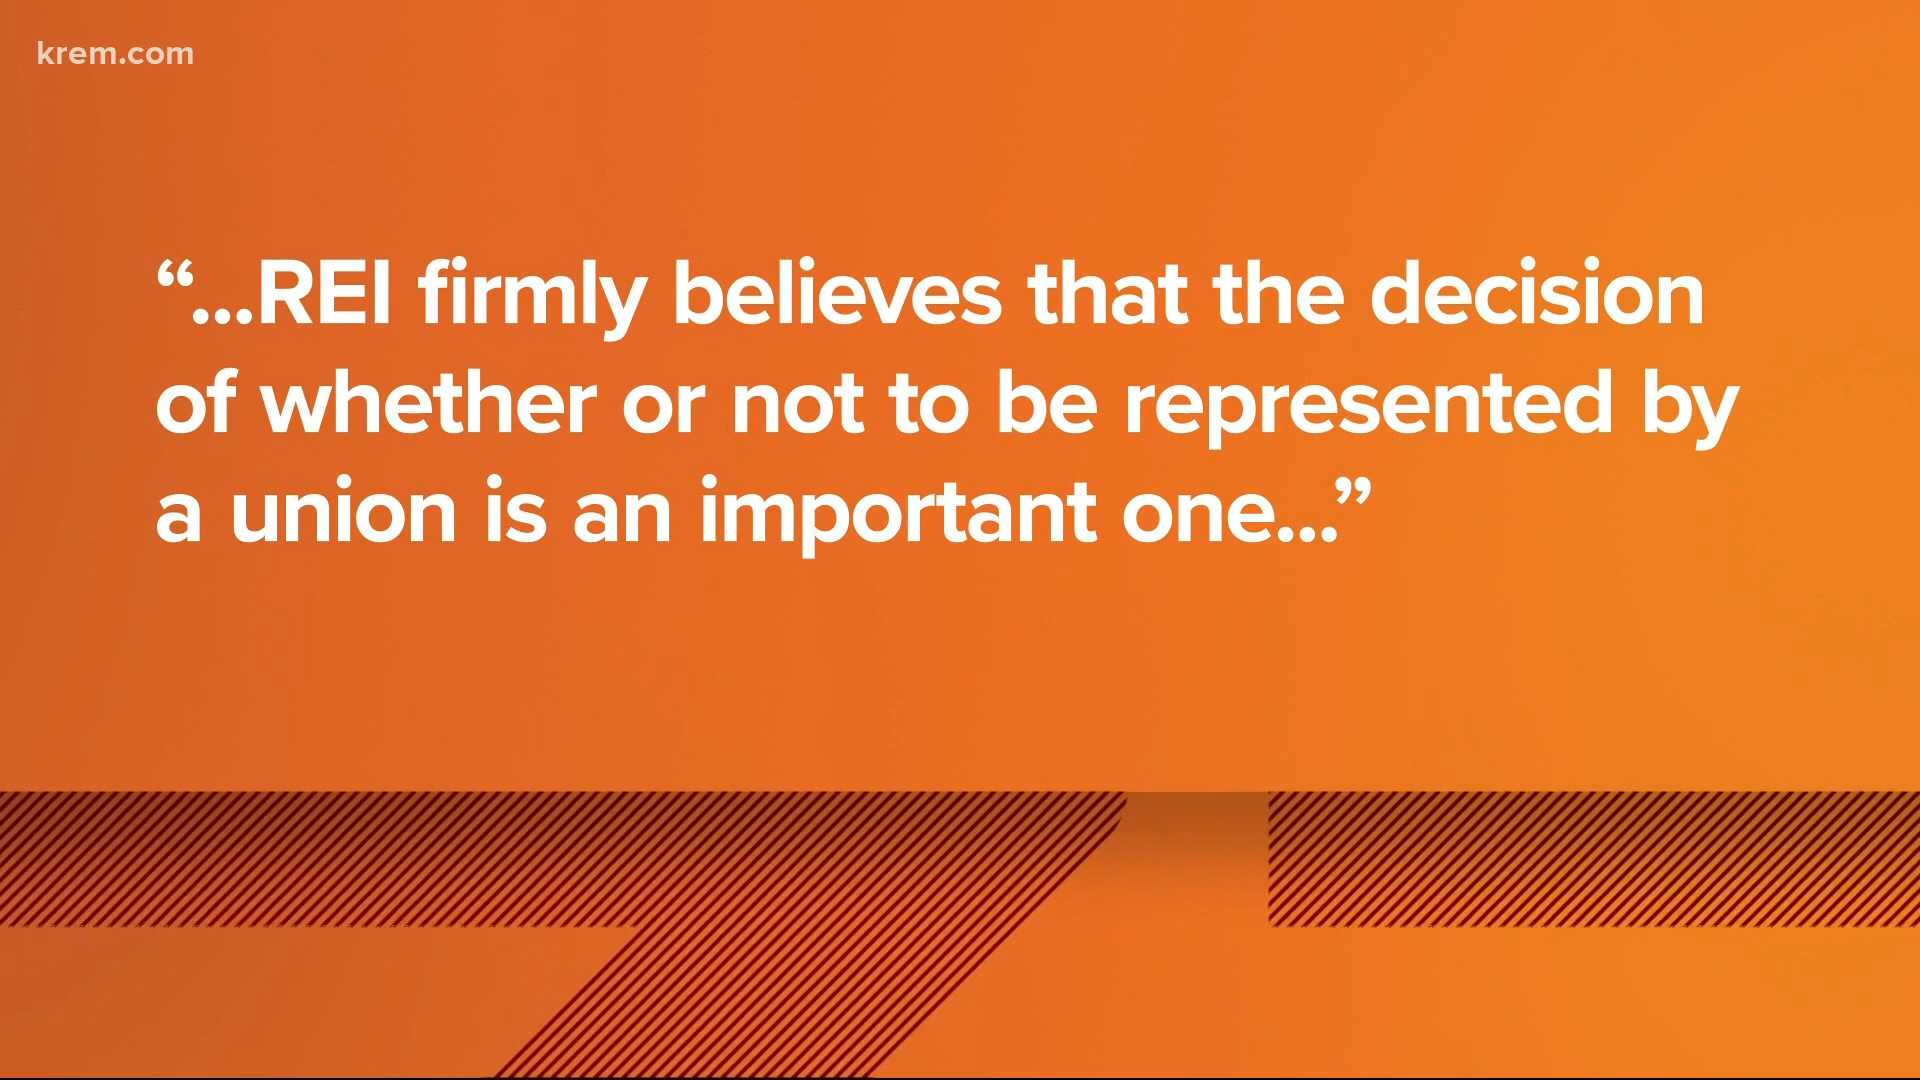 krem.com
“...REI firmly believes that the decision
of whether or not to be represented by
a union is an important one...”